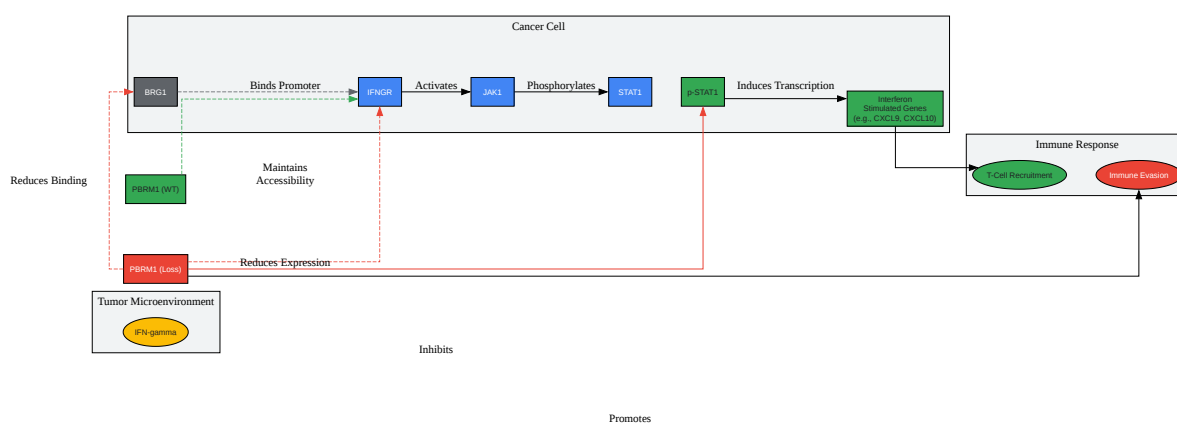 Cancer Cell
BRG1
Binds Promoter
IFNGR
Activates
JAK1
Phosphorylates
STAT1
p-STAT1
Induces Transcription
Interferon
Stimulated Genes
(e.g., CXCL9, CXCL10)
Immune Response
T-Cell Recruitment
Immune Evasion
Reduces Binding
PBRM1 (WT)
Maintains
Accessibility
PBRM1 (Loss)
Reduces Expression
Tumor Microenvironment
IFN-gamma
Inhibits
Promotes